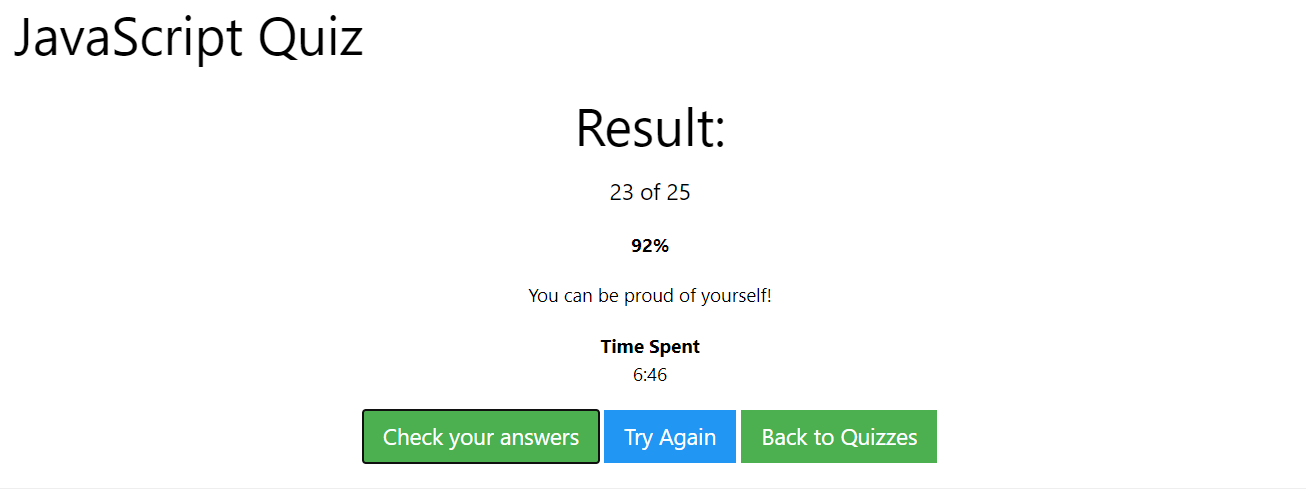 JavaScript Quiz
Result:
23 of 25
92%
You can be proud of yourself!
Time Spent
6:46
Check your answers Try Again Back to Quizzes